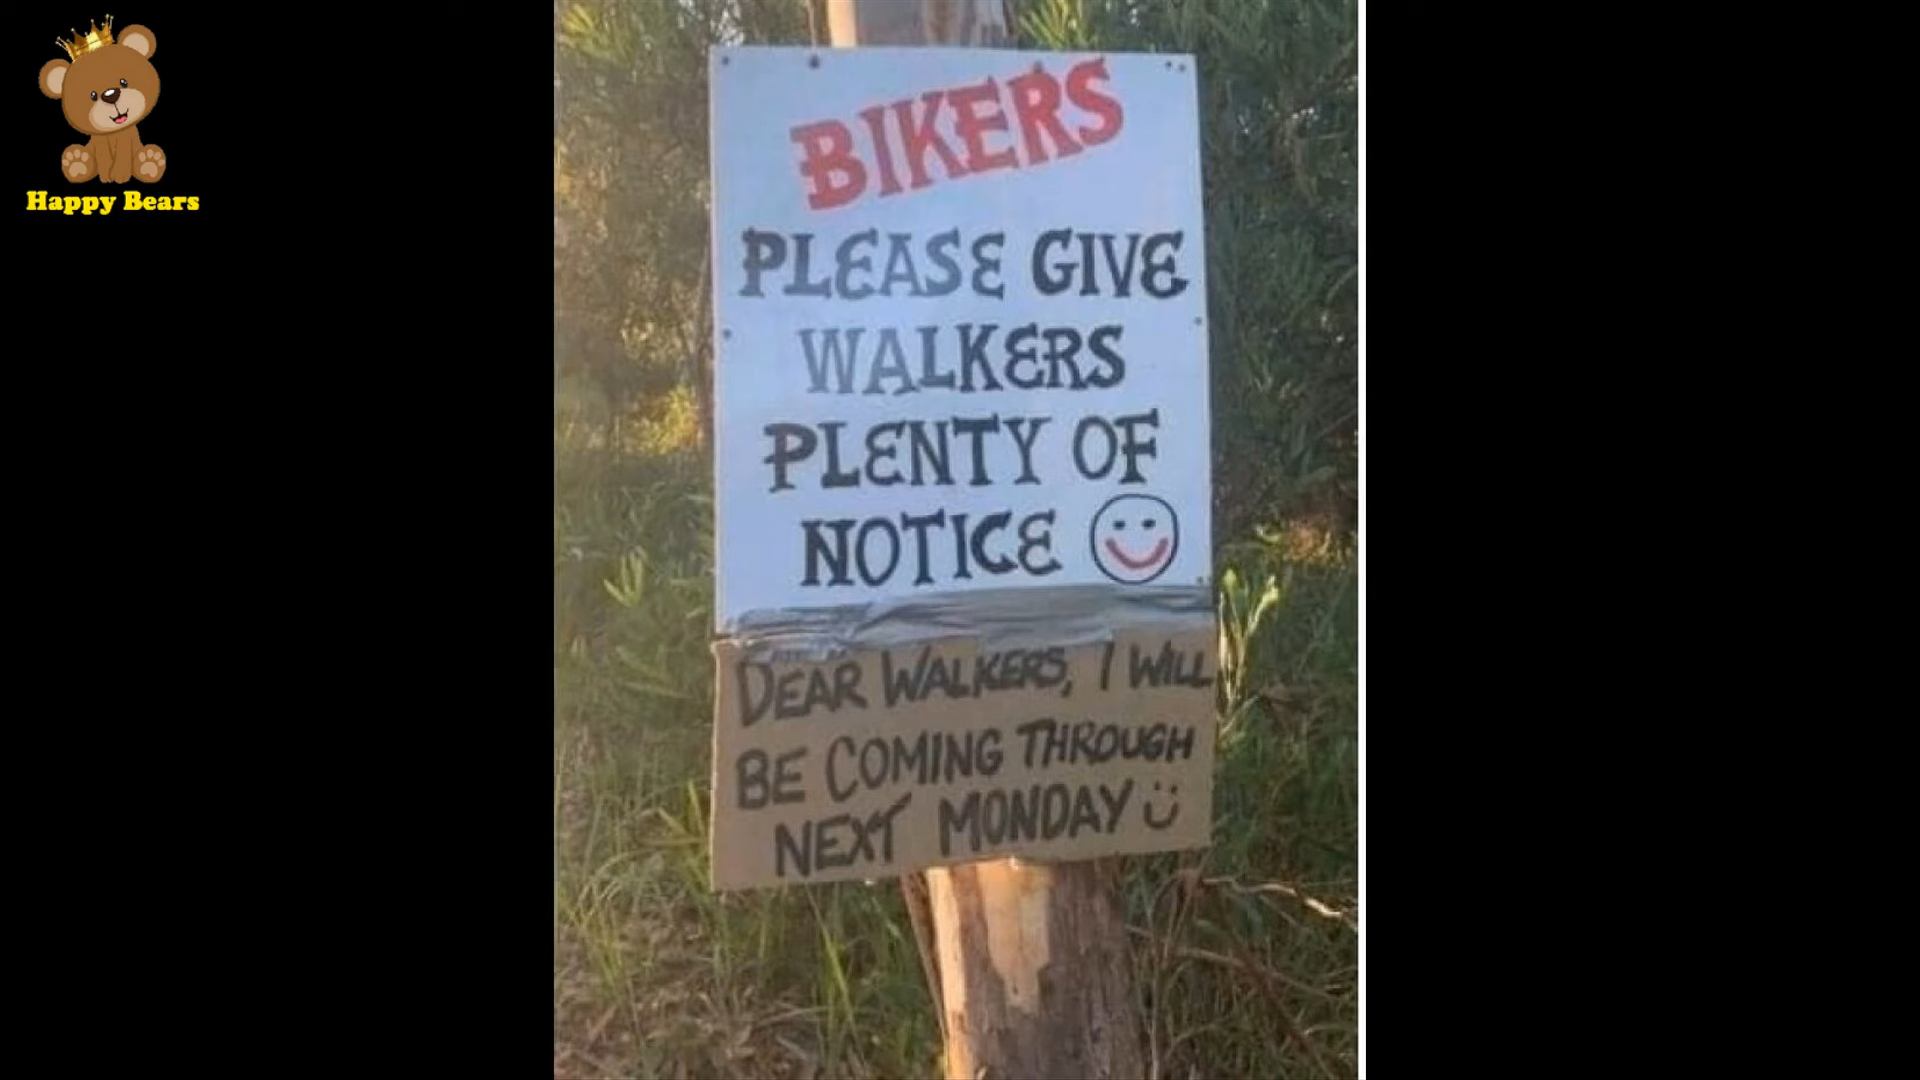 Happy Bears
BIKERS
PLEASE GIVE
WALKERS
PLENTY OF
NOTICE
DEAR WALKERS, I WILL
BE COMING THROUGH
NEXT MONDAY